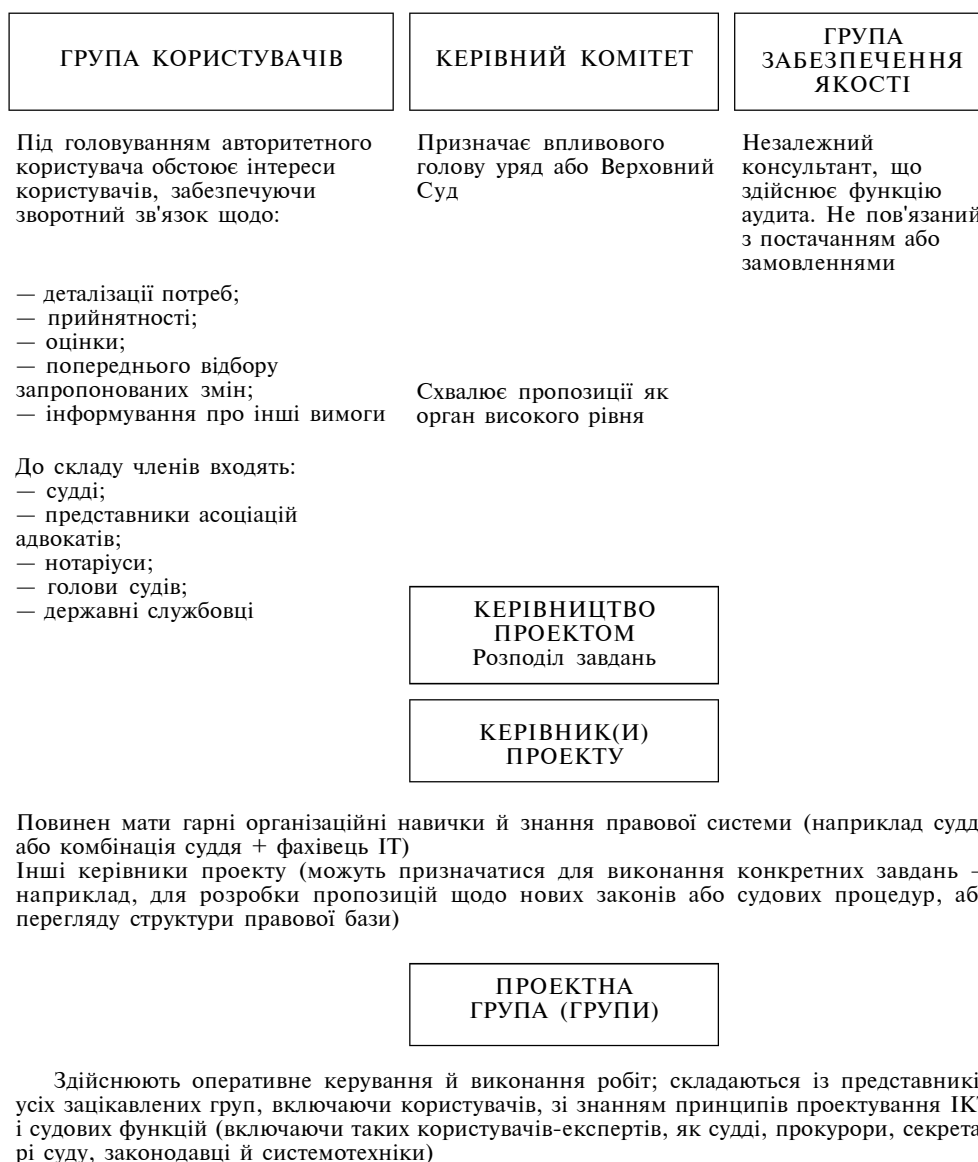 ГРУПА КОРИСТУВАЧІВ
Під головуванням авторитетного
користувача обстоює інтереси
користувачів, забезпечуючи
зворотний зв'язок щодо:
— деталізації потреб;
— прийнятності;
— оцінки;
— попереднього відбору
запропонованих змін;
— інформування про інші вимоги
До складу членів входять:
— судді;
— представники асоціацій
адвокатів;
— нотаріуси;
— голови судів;
— державні службовці
КЕРІВНИЙ КОМІТЕТ
Призначає впливового
голову уряд або Верховний
Суд
Схвалює пропозиції як
орган високого рівня
ГРУПА
ЗАБЕЗПЕЧЕННЯ
ЯКОСТІ
Незалежний
консультант, що
здійснює функцію
аудита. Не пов'язаний
з постачанням або
замовленнями
КЕРІВНИЦТВО
ПРОЕКТОМ
Розподіл завдань
КЕРІВНИК(И)
ПРОЕКТУ
Повинен мати гарні організаційні навички й знання правової системи (наприклад судд
або комбінація суддя + фахівець ІТ)
Інші керівники проекту (можуть призначатися для виконання конкретних завдань –
наприклад, для розробки пропозицій щодо нових законів або судових процедур, аб
перегляду структури правової бази)
ПРОЕКТНА
ГРУПА (ГРУПИ)
Здійснюють оперативне керування й виконання робіт; складаються із представникі
усіх зацікавлених груп, включаючи користувачів, зі знанням принципів проектування ІК
і судових функцій (включаючи таких користувачів-експертів, як судді, прокурори, секрета
рі суду, законодавці й системотехніки)